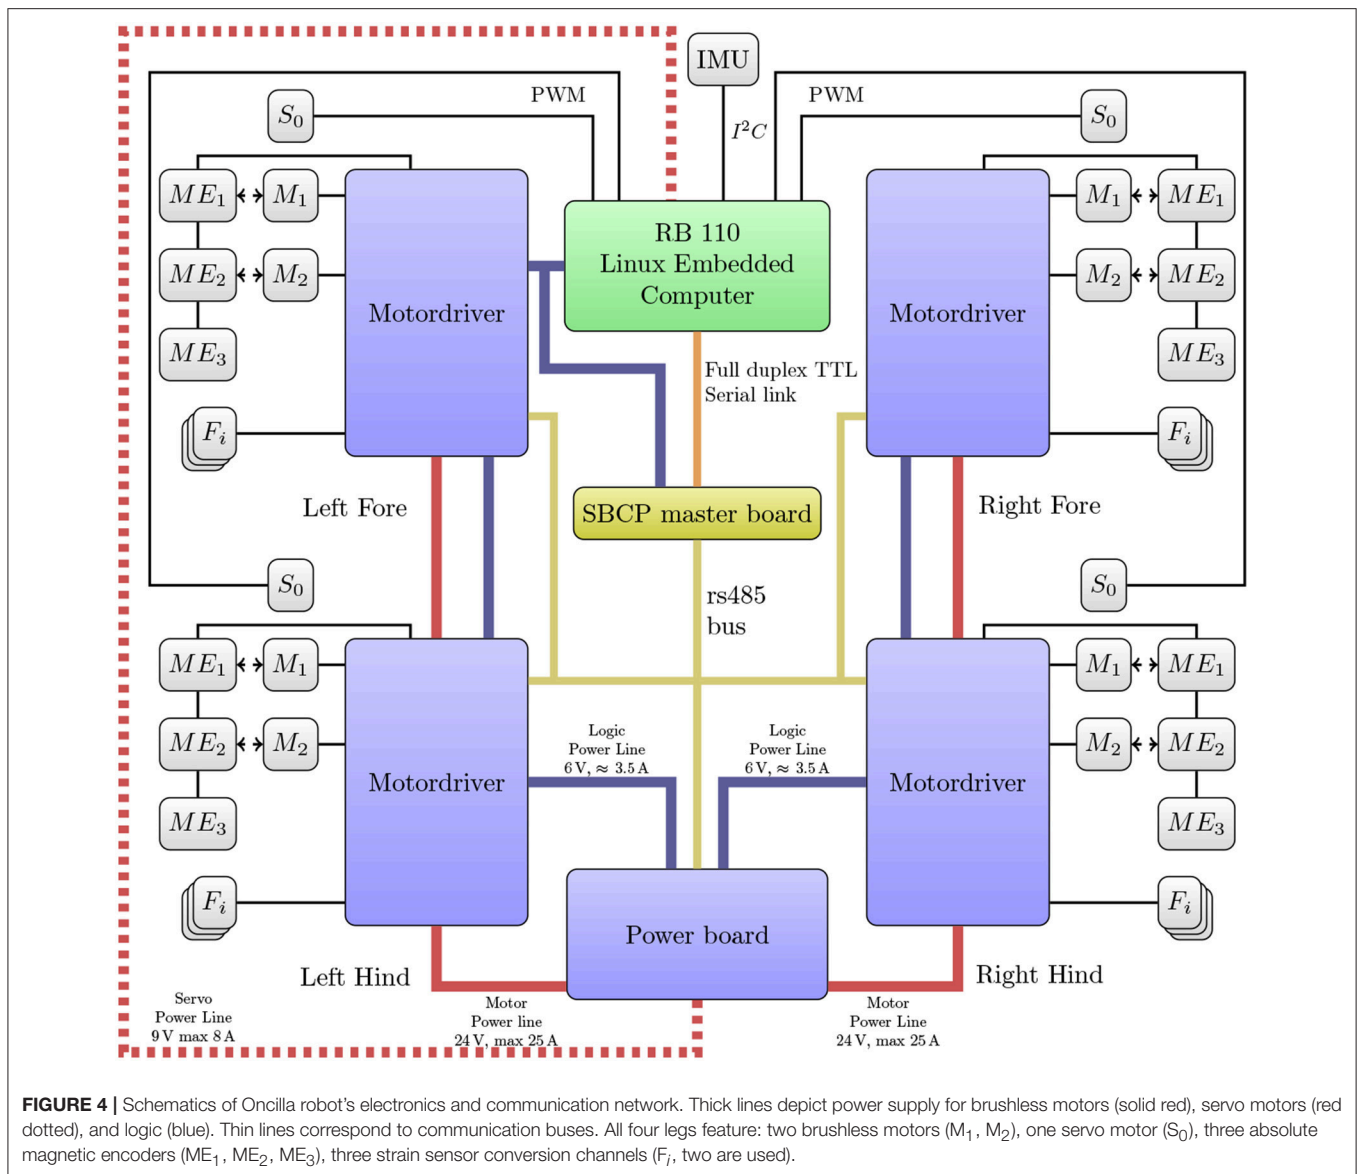 IMU
PWM
PWM
I²C
S₀
S₀
ME₁
M₁
M₁
ME₁
ME₂
M₂
M₂
ME₂
ME₃
ME₃
Fᵢ
Fᵢ
Motordriver
Motordriver
RB 110
Linux Embedded
Computer
Full duplex TTL
Serial link
Left Fore
Right Fore
SBCP master board
S₀
S₀
rs485
bus
ME₁
M₁
M₁
ME₁
ME₂
M₂
M₂
ME₂
ME₃
ME₃
Fᵢ
Fᵢ
Motordriver
Motordriver
Logic
Power Line
6 V, ≈ 3.5 A
Logic
Power Line
6 V, ≈ 3.5 A
Power board
Left Hind
Right Hind
Servo
Power Line
9 V max 8 A
Motor
Power line
24 V, max 25 A
Motor
Power Line
24 V, max 25 A
FIGURE 4 | Schematics of Oncilla robot's electronics and communication network. Thick lines depict power supply for brushless motors (solid red), servo motors (red
dotted), and logic (blue). Thin lines correspond to communication buses. All four legs feature: two brushless motors (M₁, M₂), one servo motor (S₀), three absolute
magnetic encoders (ME₁, ME₂, ME₃), three strain sensor conversion channels (Fᵢ, two are used).